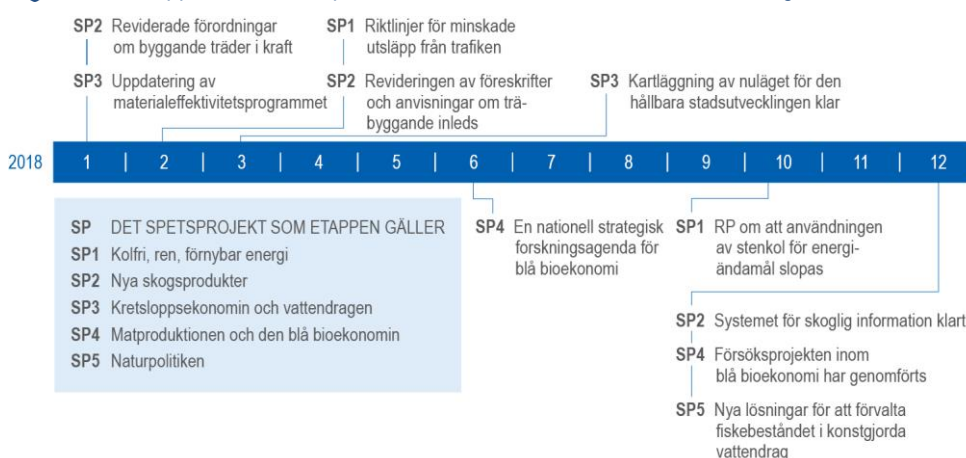 SP2 Reviderade förordningar
om byggande träder i kraft
SP3 Uppdatering av
materialeffektivitetsprogrammet
SP1 Riktlinjer för minskade
utsläpp från trafiken
SP2 Revideringen av föreskrifter
och anvisningar om trä-
byggande inleds
SP3 Kartläggning av nuläget för den
hållbara stadsutvecklingen klar
2018 1 | 2 | 3 | 4 | 5 | 6 | 7 | 8 | 9 | 10 | 11 | 12
SP DET SPETSPROJEKT SOM ETAPPEN GÄLLER
SP1 Kolfri, ren, förnybar energi
SP2 Nya skogsprodukter
SP3 Kretsloppsekonomin och vattendragen
SP4 Matproduktionen och den blå bioekonomin
SP5 Naturpolitiken
SP4 En nationell strategisk
forskningsagenda för
blå bioekonomi
SP1 RP om att användningen
av stenkol för energi-
ändamål slopas
SP2 Systemet för skoglig information klart
SP4 Försöksprojekten inom
blå bioekonomi har genomförts
SP5 Nya lösningar för att förvalta
fiskebeståndet i konstgjorda
vattendrag